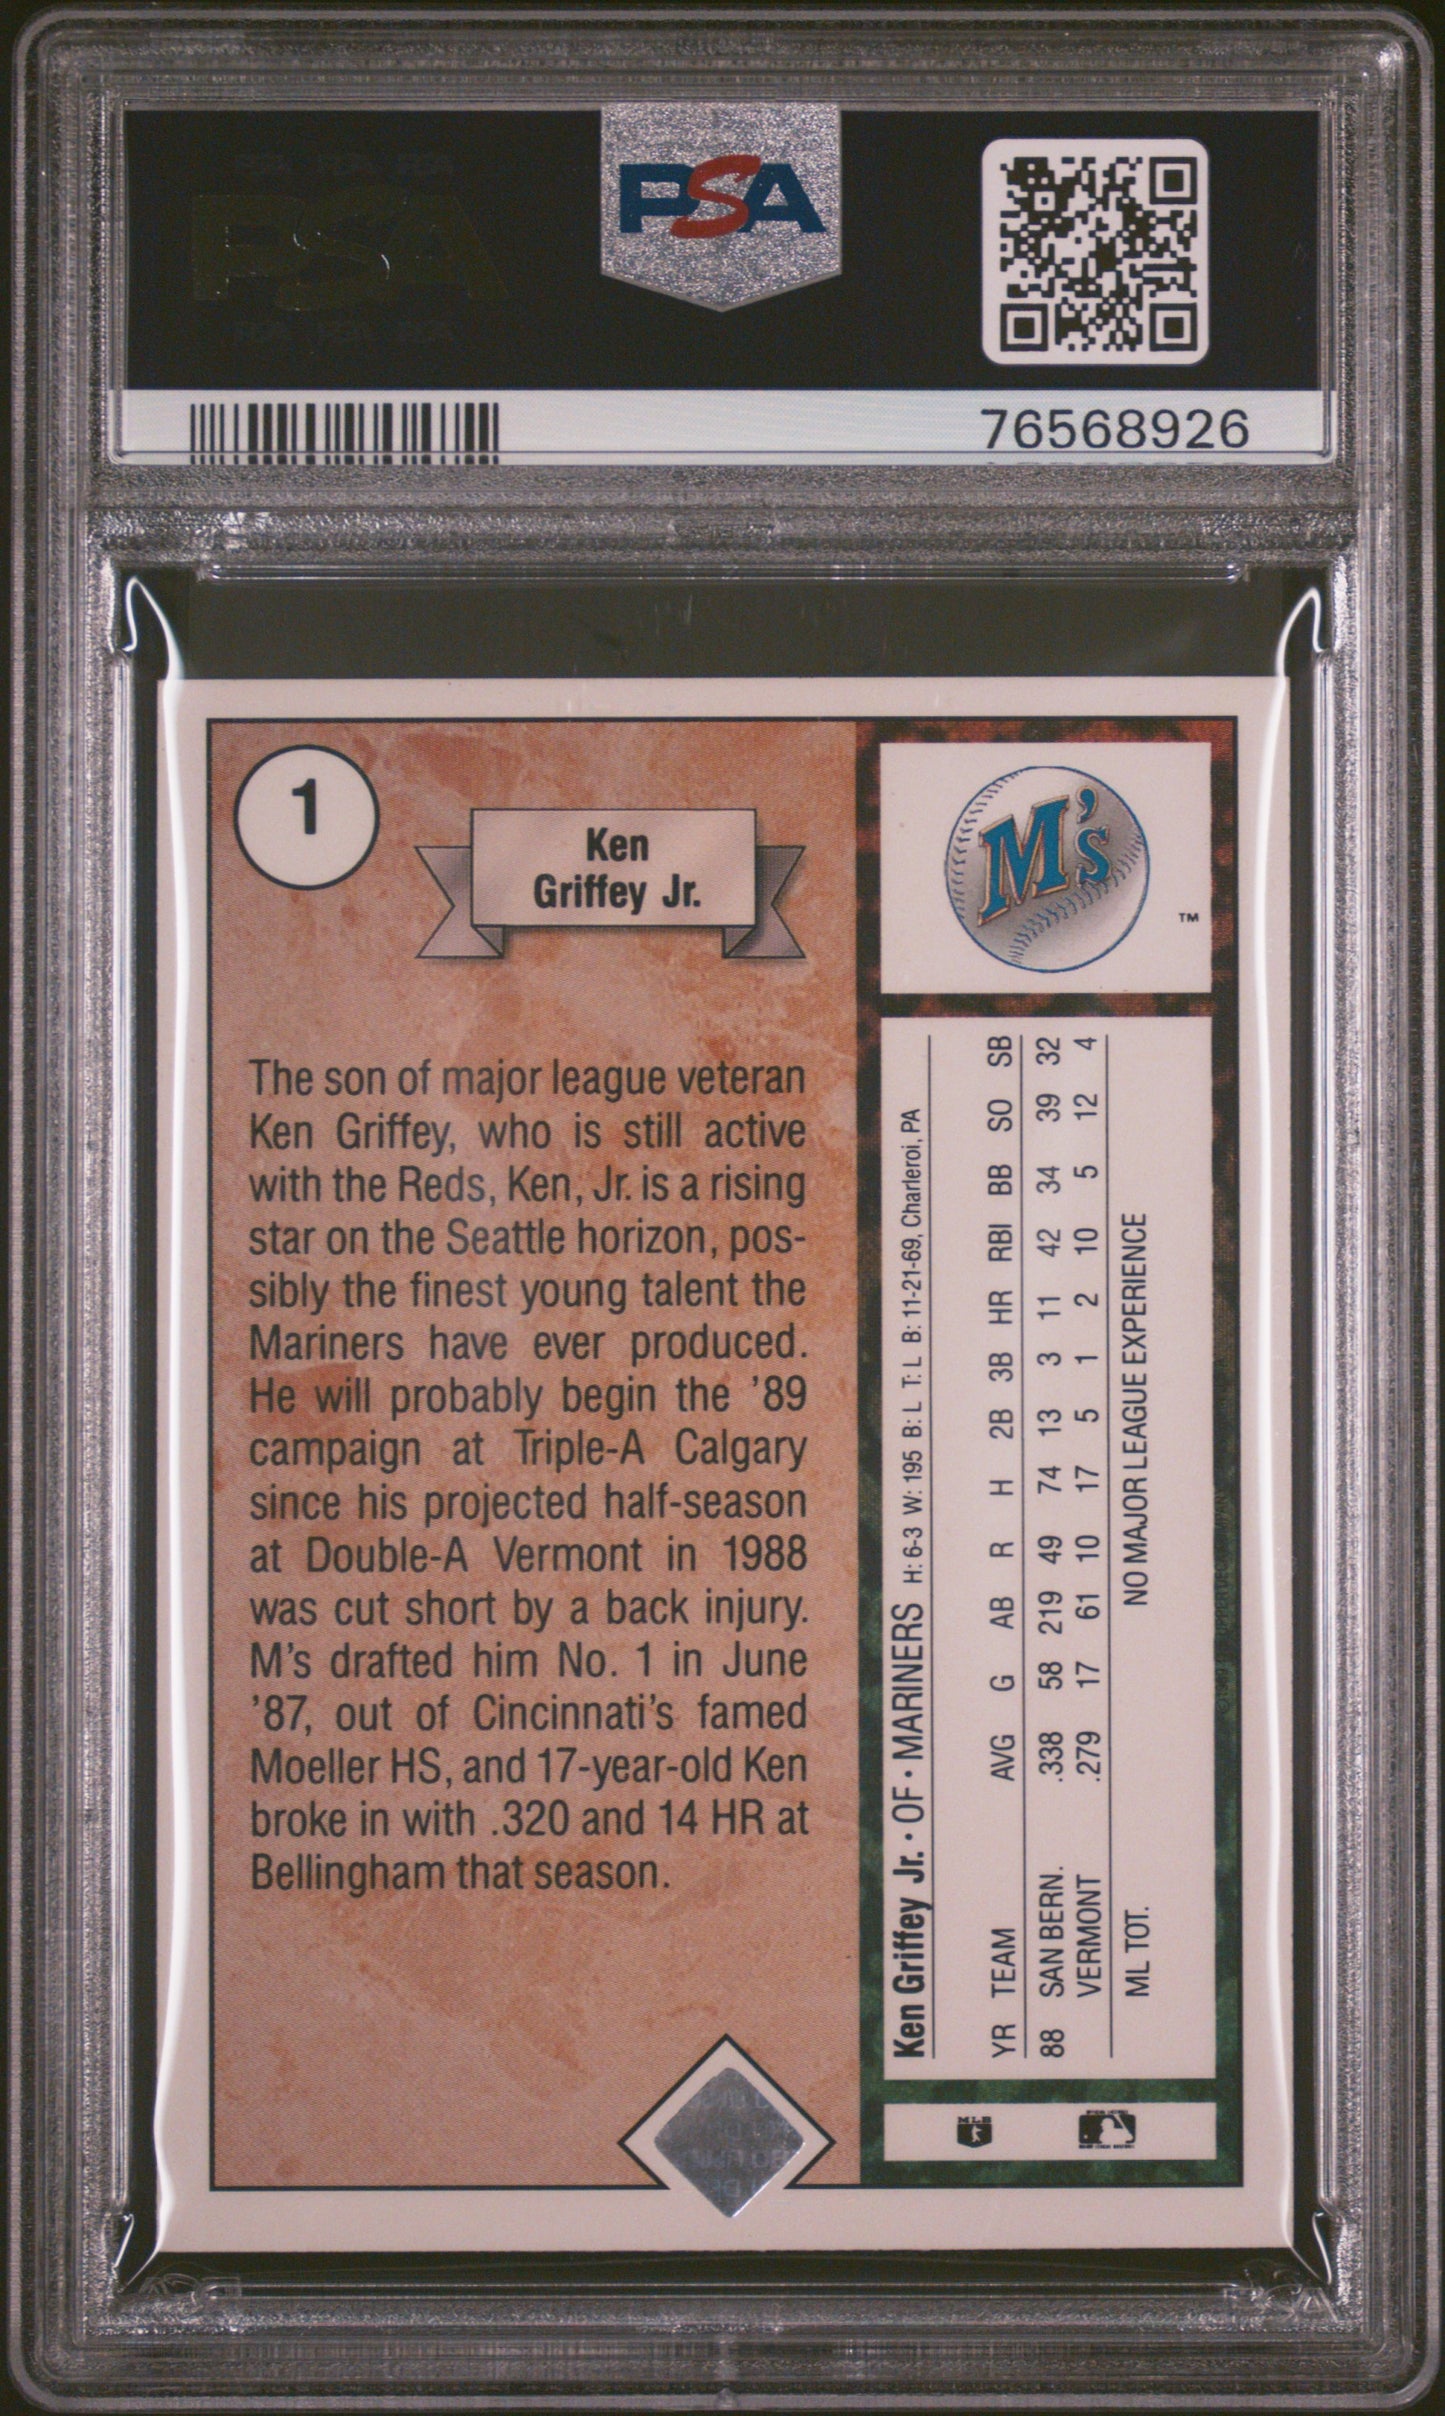 PSA
76568926
1
Ken
Griffey Jr.
M's
TM
The son of major league veteran
Ken Griffey, who is still active
with the Reds, Ken, Jr. is a rising
star on the Seattle horizon, pos-
sibly the finest young talent the
Mariners have ever produced.
He will probably begin the '89
campaign at Triple-A Calgary
since his projected half-season
at Double-A Vermont in 1988
was cut short by a back injury.
M's drafted him No. 1 in June
'87, out of Cincinnati's famed
Moeller HS, and 17-year-old Ken
broke in with .320 and 14 HR at
Bellingham that season.
Ken Griffey Jr. • OF • MARINERS H: 6-3 W: 195 B: L T: L B: 11-21-69, Charleroi, PA
YR TEAM AVG G AB R H 2B 3B HR RBI BB SO SB
88 SAN BERN. .338 58 219 49 74 13 3 11 42 34 39 32
VERMONT .279 17 61 10 17 5 1 2 10 5 12 4
ML TOT. NO MAJOR LEAGUE EXPERIENCE
MLB